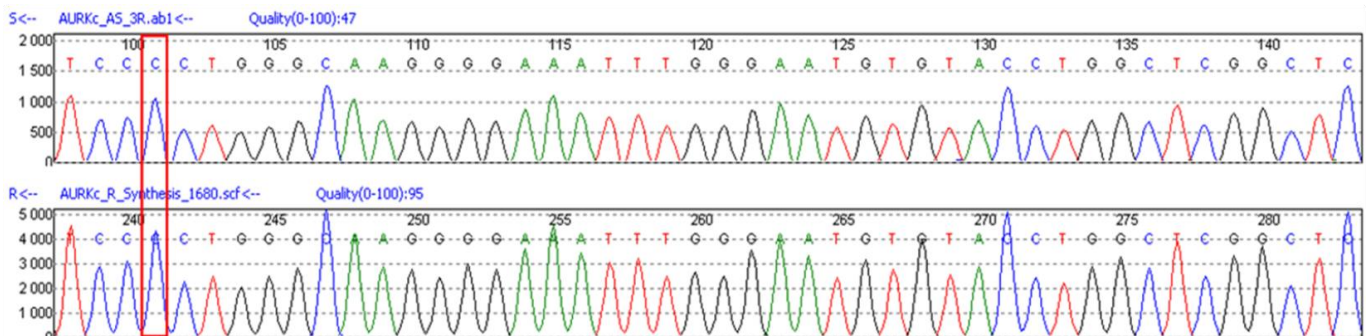 S<-- AURKc_AS_3R.ab1<-- Quality(0-100):47
2 000 100 105 110 115 120 125 130 135 140
1 500 T C C C C T G G G C A A G G G G A A A T T T G G G A A T G T G T A C C T G G C T C G G C T C
1 000
500
0
R<-- AURKc_R_Synthesis_1680.scf<-- Quality(0-100):95
5 000 240 245 250 255 260 265 270 275 280
4 000 T C C C C T G G G C A A G G G G A A A T T T G G G A A T G T G T A C C T G G C T C G G C T C
3 000
2 000
1 000
0